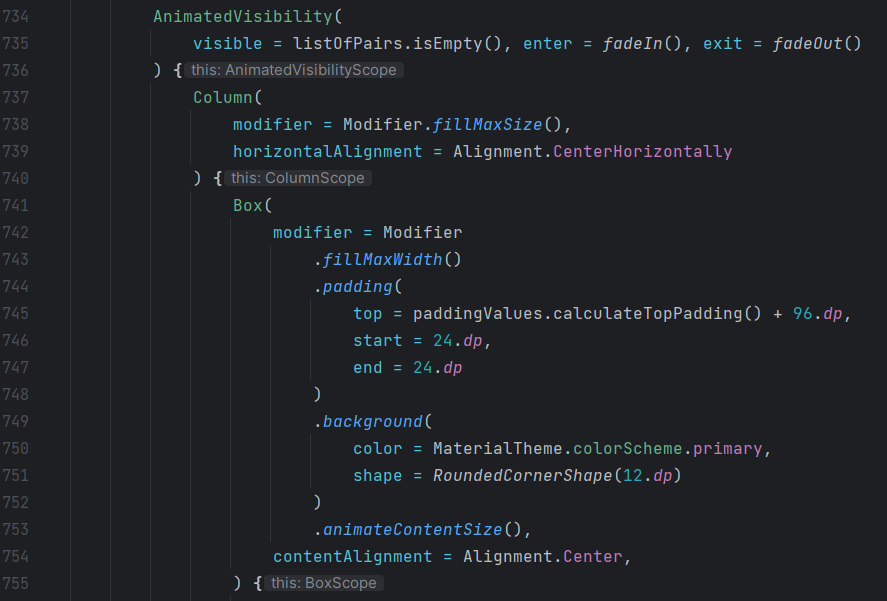 734 AnimatedVisibility(
735 visible = listOfPairs.isEmpty(), enter = fadeIn(), exit = fadeOut()
736 ) { this: AnimatedVisibilityScope
737 Column(
738 modifier = Modifier.fillMaxSize(),
739 horizontalAlignment = Alignment.CenterHorizontally
740 ) { this: ColumnScope
741 Box(
742 modifier = Modifier
743 .fillMaxWidth()
744 .padding(
745 top = paddingValues.calculateTopPadding() + 96.dp,
746 start = 24.dp,
747 end = 24.dp
748 )
749 .background(
750 color = MaterialTheme.colorScheme.primary,
751 shape = RoundedCornerShape(12.dp)
752 )
753 .animateContentSize(),
754 contentAlignment = Alignment.Center,
755 ) { this: BoxScope